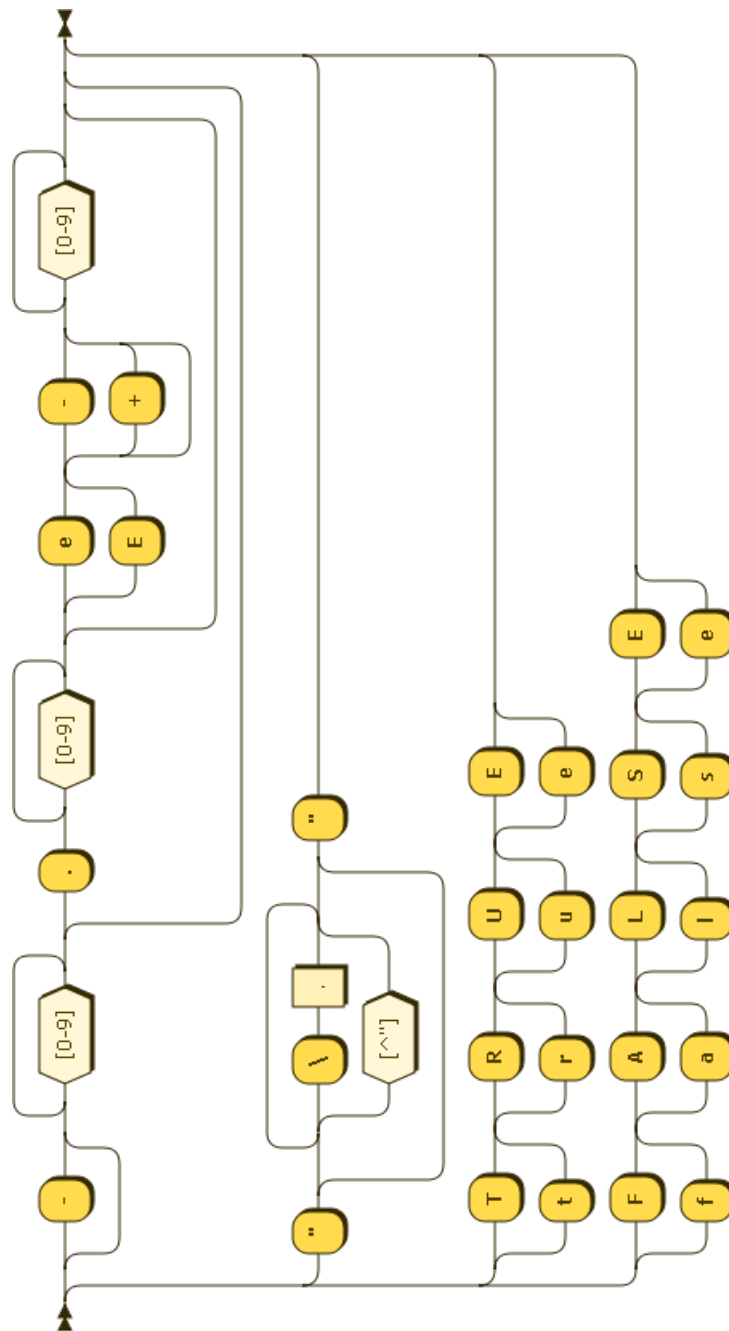 - [0-9] . [0-9] e - [0-9]
E +
" \ . "
[^"]
T R U E
t r u e
F A L S E
f a l s e